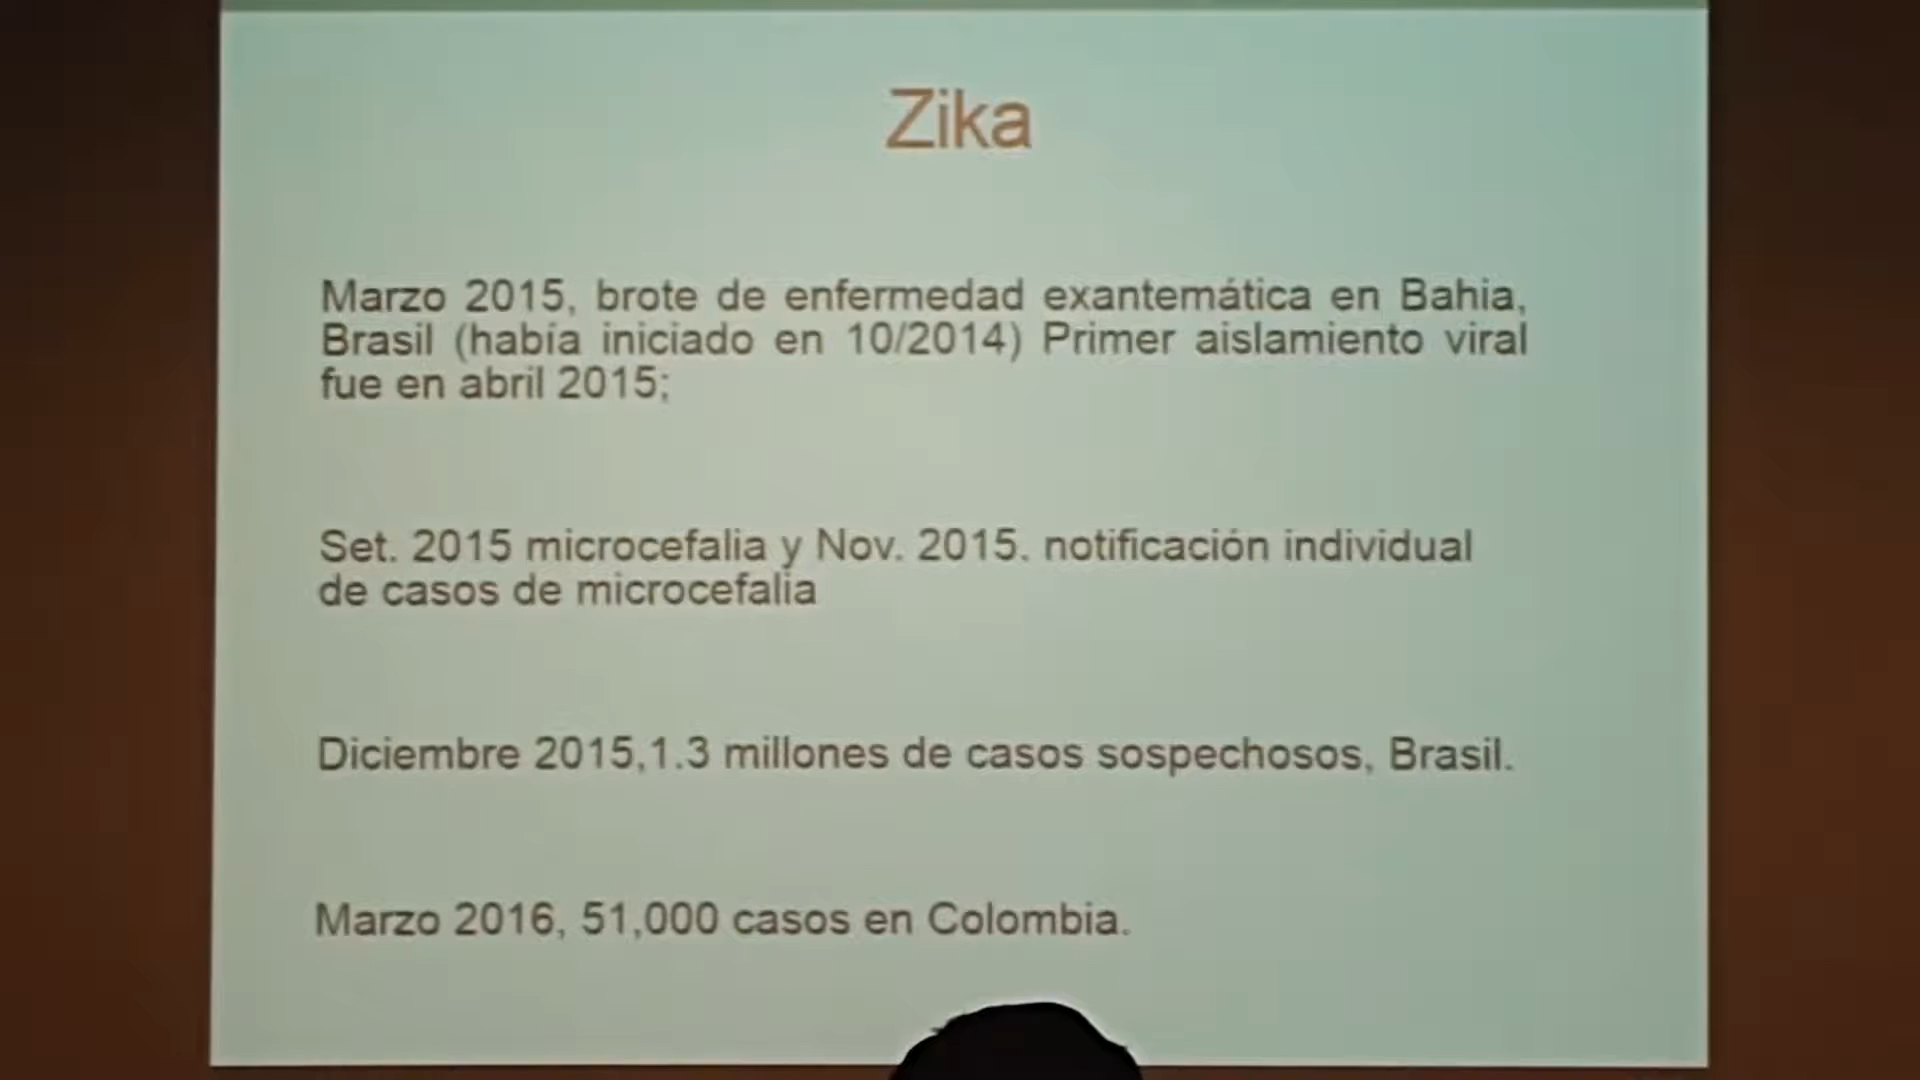 Zika
Marzo 2015, brote de enfermedad exantemática en Bahia,
Brasil (había iniciado en 10/2014) Primer aislamiento viral
fue en abril 2015;
Set. 2015 microcefalia y Nov. 2015. notificación individual
de casos de microcefalia
Diciembre 2015,1.3 millones de casos sospechosos, Brasil.
Marzo 2016, 51,000 casos en Colombia.